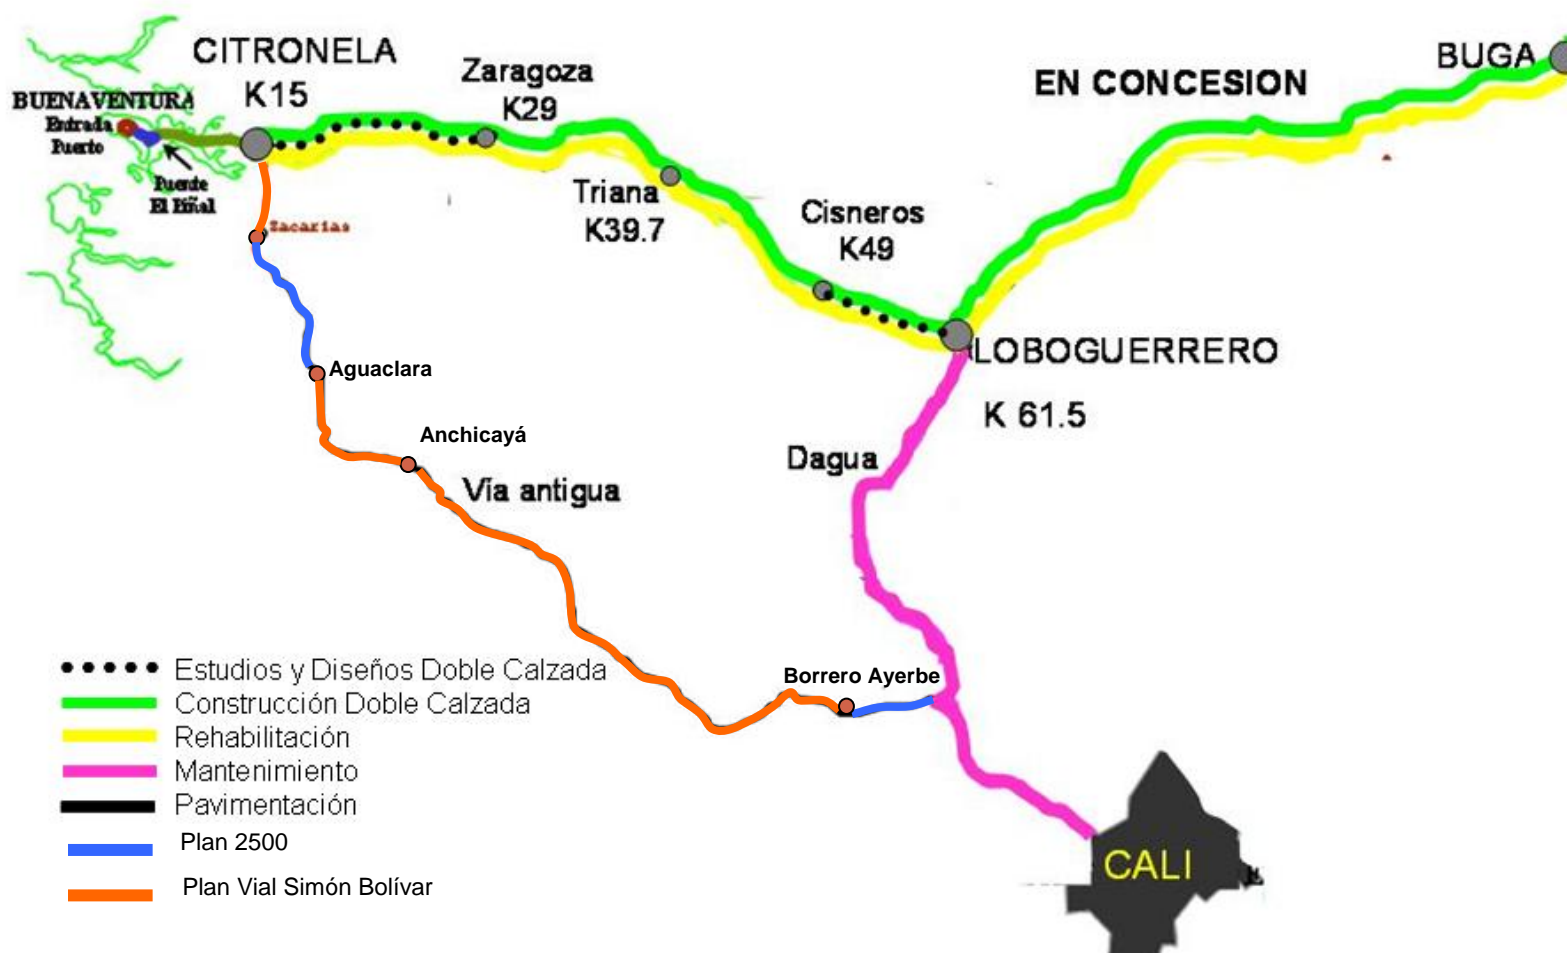 CITRONELA
K15
Zaragoza
K29
EN CONCESION
BUGA
BUENAVENTURA
Entrada
Puerto
Puente
El Piñal
Triana
K39.7
Cisneros
K49
Zacarias
LOBOGUERRERO
K 61.5
Aguaclara
Anchicayá
Vía antigua
Dagua
Borrero Ayerbe
CALI
Estudios y Diseños Doble Calzada
Construcción Doble Calzada
Rehabilitación
Mantenimiento
Pavimentación
Plan 2500
Plan Vial Simón Bolívar